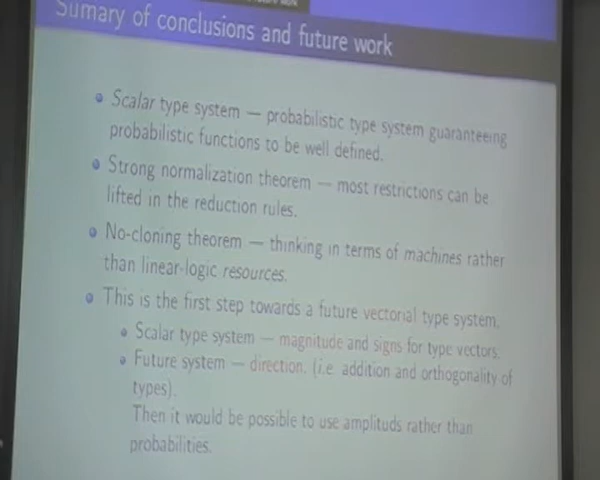 Sumary of conclusions and future work
Scalar type system — probabilistic type system guaranteeing
probabilistic functions to be well defined.
Strong normalization theorem — most restrictions can be
lifted in the reduction rules.
No-cloning theorem — thinking in terms of machines rather
than linear-logic resources.
This is the first step towards a future vectorial type system.
Scalar type system — magnitude and signs for type vectors.
Future system — direction. (i.e. addition and orthogonality of
types).
Then it would be possible to use amplituds rather than
probabilities.